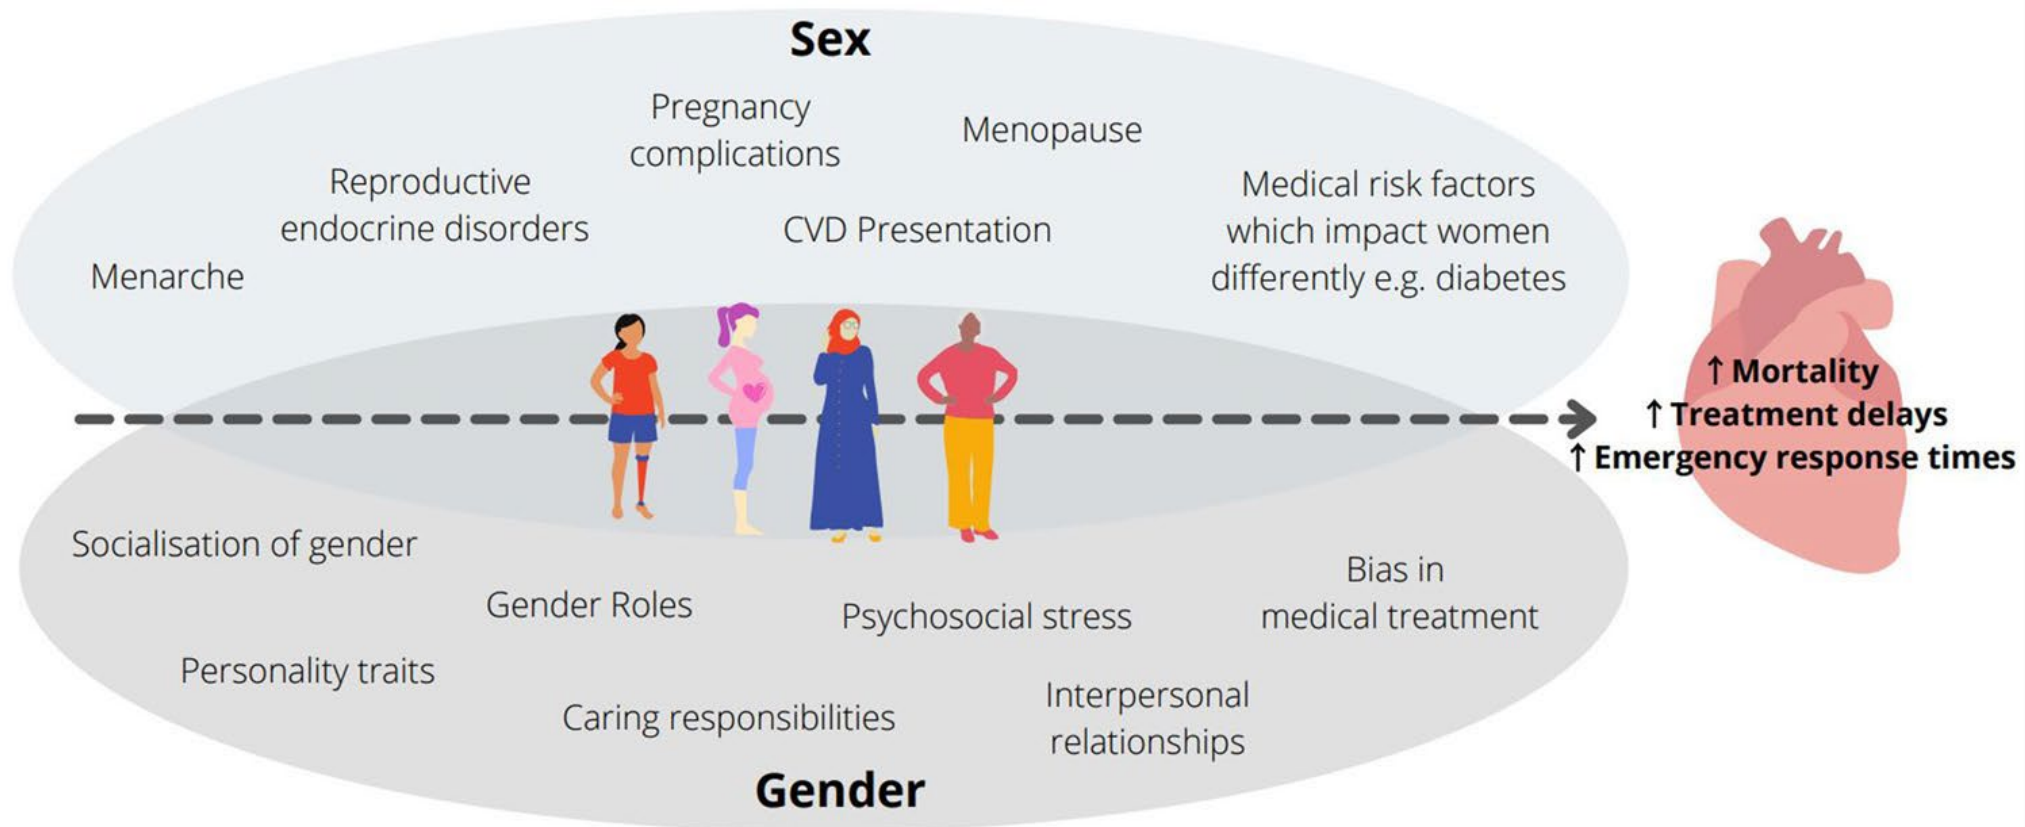 Sex
Pregnancy
complications
Menopause
Reproductive
endocrine disorders
CVD Presentation
Medical risk factors
which impact women
differently e.g. diabetes
Menarche
↑ Mortality
↑ Treatment delays
↑ Emergency response times
Socialisation of gender
Gender Roles
Psychosocial stress
Bias in
medical treatment
Personality traits
Caring responsibilities
Interpersonal
relationships
Gender